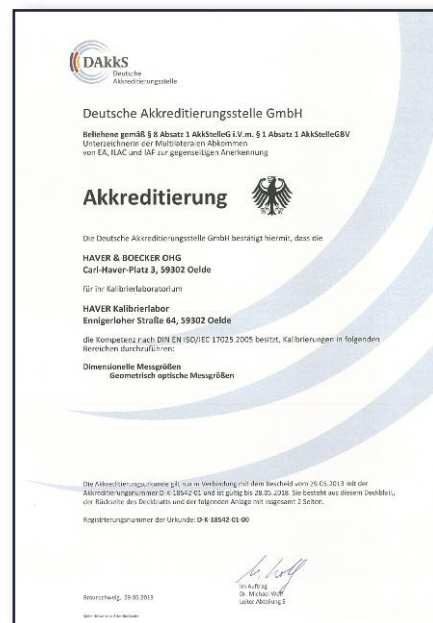 DAkkS
Deutsche
Akkreditierungsstelle
Deutsche Akkreditierungsstelle GmbH
Beliehene gemäß § 8 Absatz 1 AkkStelleG i.V.m. § 1 Absatz 1 AkkStelleGBV
Unterzeichnerin der Multilateralen Abkommen
von EA, ILAC und IAF zur gegenseitigen Anerkennung
Akkreditierung
Die Deutsche Akkreditierungsstelle GmbH bestätigt hiermit, dass die
HAVER & BOECKER OHG
Carl-Haver-Platz 3, 59302 Oelde
für ihr Kalibrierlaboratorium
HAVER Kalibrierlabor
Ennigerloher Straße 64, 59302 Oelde
die Kompetenz nach DIN EN ISO/IEC 17025:2005 besitzt, Kalibrierungen in folgenden
Bereichen durchzuführen:
Dimensionelle Messgrößen
Geometrisch optische Messgrößen
Die Akkreditierungsurkunde gilt nur in Verbindung mit dem Bescheid vom 29.05.2013 mit der
Akkreditierungsnummer D-K-18542-01 und ist gültig bis 28.05.2018. Sie besteht aus diesem Deckblatt,
der Rückseite des Deckblatts und der folgenden Anlage mit insgesamt 2 Seiten.
Registrierungsnummer der Urkunde: D-K-18542-01-00
Im Auftrag
Dr. Michael Wolf
Leiter Abteilung 5
Braunschweig, 29.05.2013